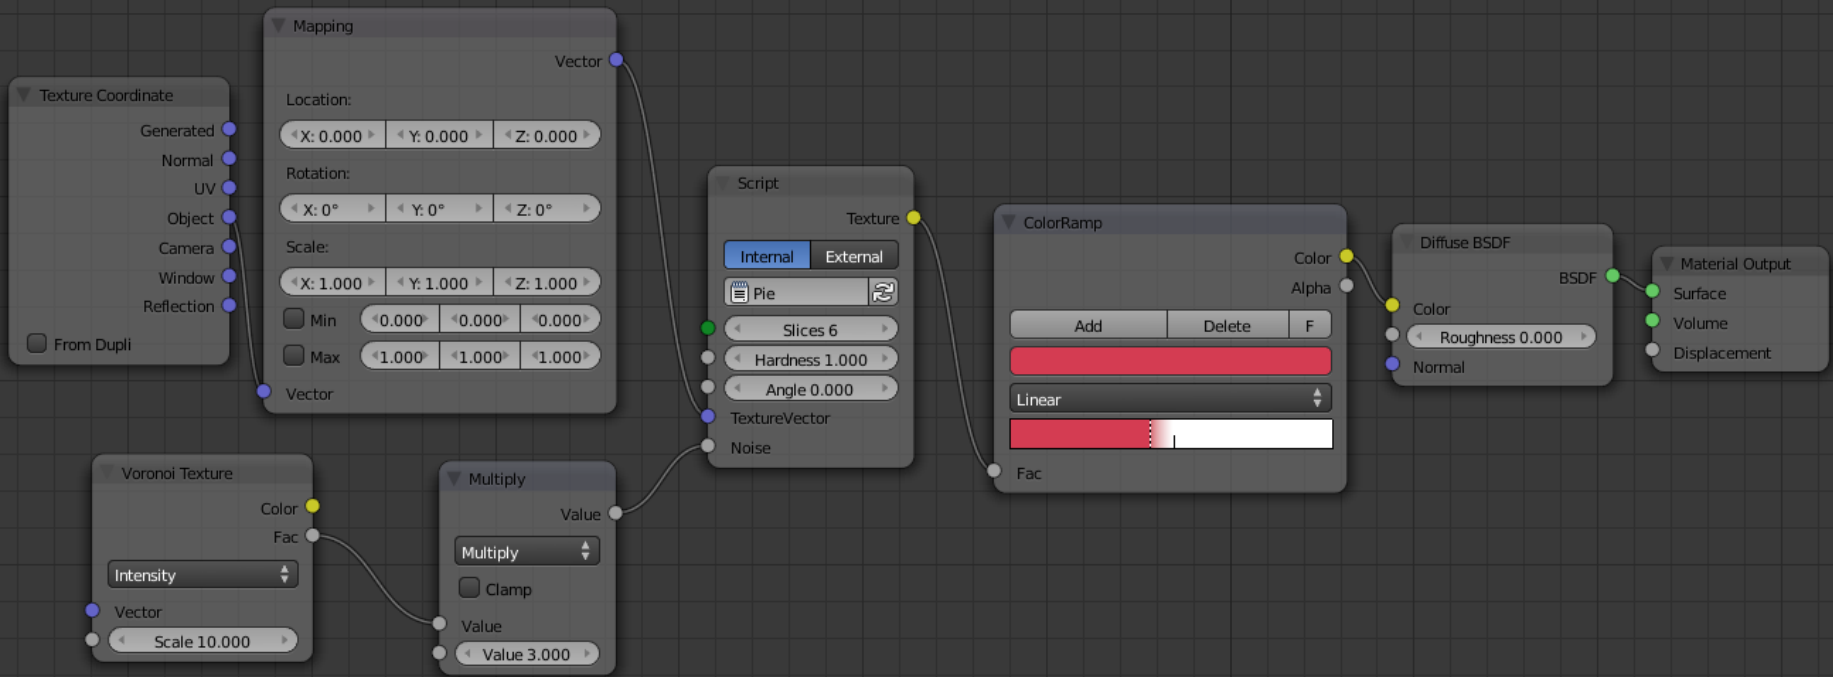 Texture Coordinate
Generated
Normal
UV
Object
Camera
Window
Reflection
From Dupli
Mapping
Vector
Location:
X: 0.000 Y: 0.000 Z: 0.000
Rotation:
X: 0° Y: 0° Z: 0°
Scale:
X: 1.000 Y: 1.000 Z: 1.000
Min 0.000 0.000 0.000
Max 1.000 1.000 1.000
Vector
Voronoi Texture
Color
Fac
Intensity
Vector
Scale 10.000
Multiply
Value
Multiply
Clamp
Value
Value 3.000
Script
Texture
Internal External
Pie
Slices 6
Hardness 1.000
Angle 0.000
TextureVector
Noise
ColorRamp
Color
Alpha
Add Delete F
Linear
Fac
Diffuse BSDF
BSDF
Color
Roughness 0.000
Normal
Material Output
Surface
Volume
Displacement